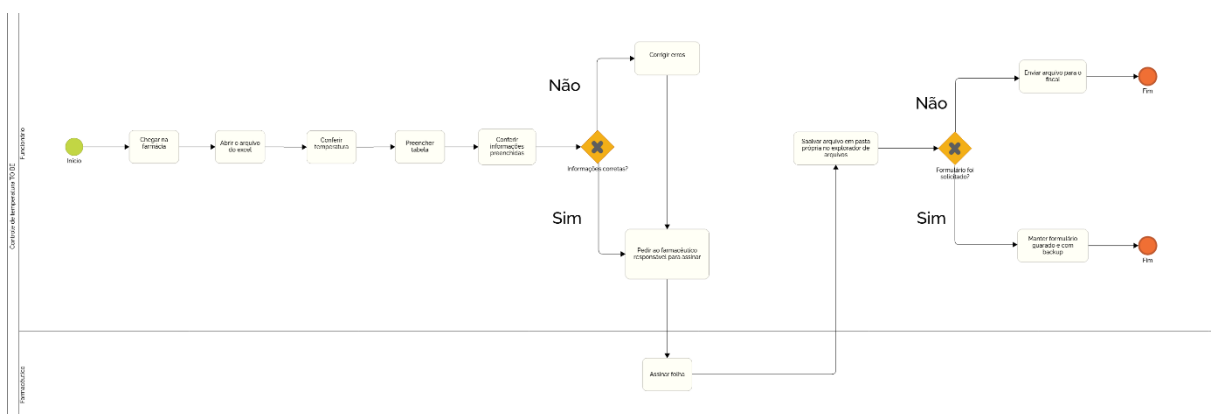 Controle de temperatura TO BE
Funcionário
Farmacêutico
Início
Chegar na
farmácia
Abrir o arquivo
do excel
Conferir
temperatura
Preencher
tabela
Conferir
informações
preenchidas
Informações corretas?
Não
Corrigir erros
Sim
Pedir ao farmacêutico
responsável para assinar
Assinar folha
Saalvar arquivo em pasta
própria no explorador de
arquivos
Formulário foi
solicitado?
Não
Enviar arquivo para o
fiscal
Fim
Sim
Manter formulário
guarado e com
backup
Fim